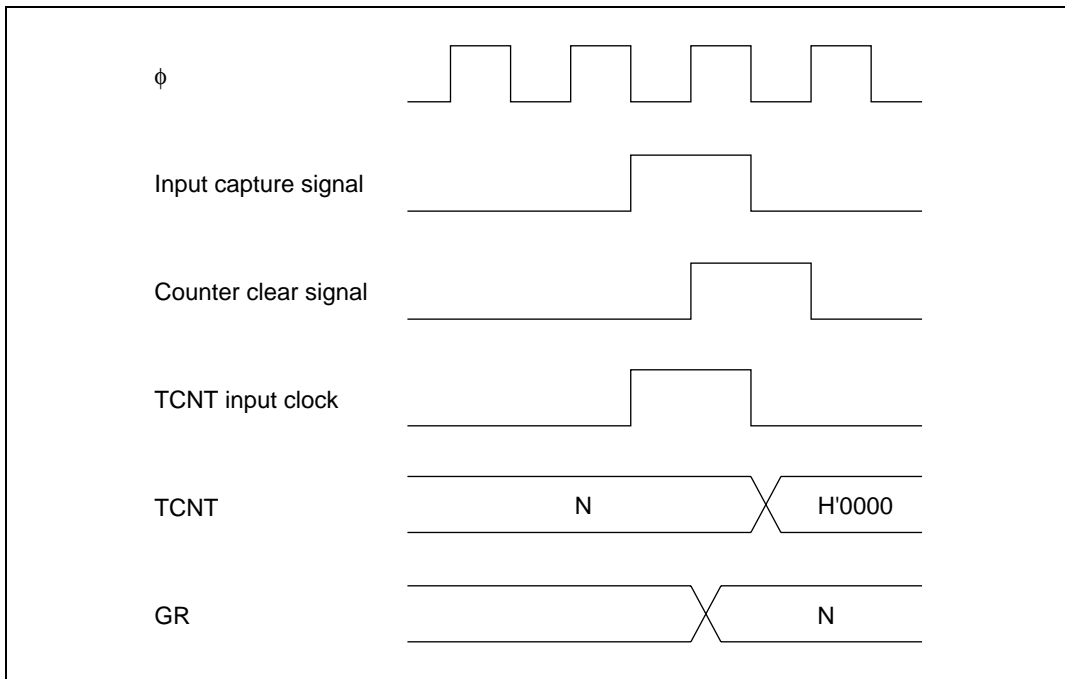 ϕ
Input capture signal
Counter clear signal
TCNT input clock
TCNT N H'0000
GR N